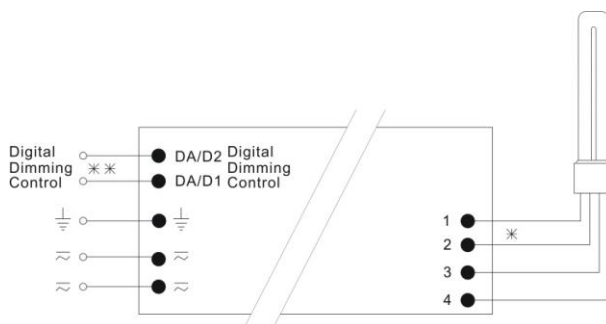 Digital
Dimming
Control
DA/D2 Digital
Dimming
DA/D1 Control
1
2
3
4